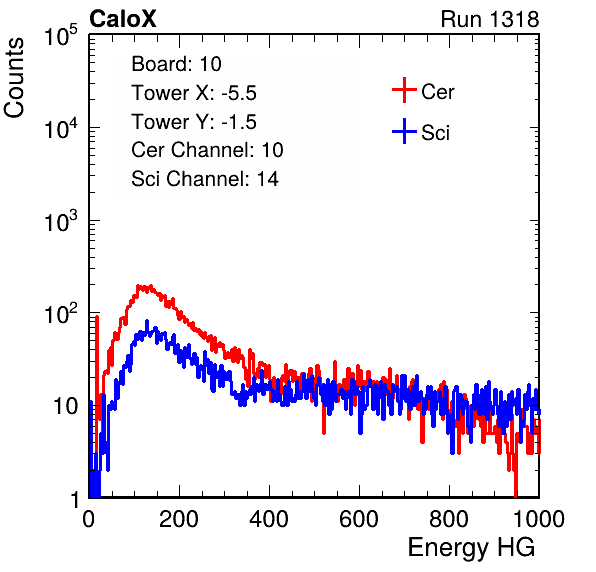 CaloX Run 1318
Counts
10^5
10^4
10^3
10^2
10
1
Board: 10
Tower X: -5.5
Tower Y: -1.5
Cer Channel: 10
Sci Channel: 14
Cer
Sci
0 200 400 600 800 1000
Energy HG